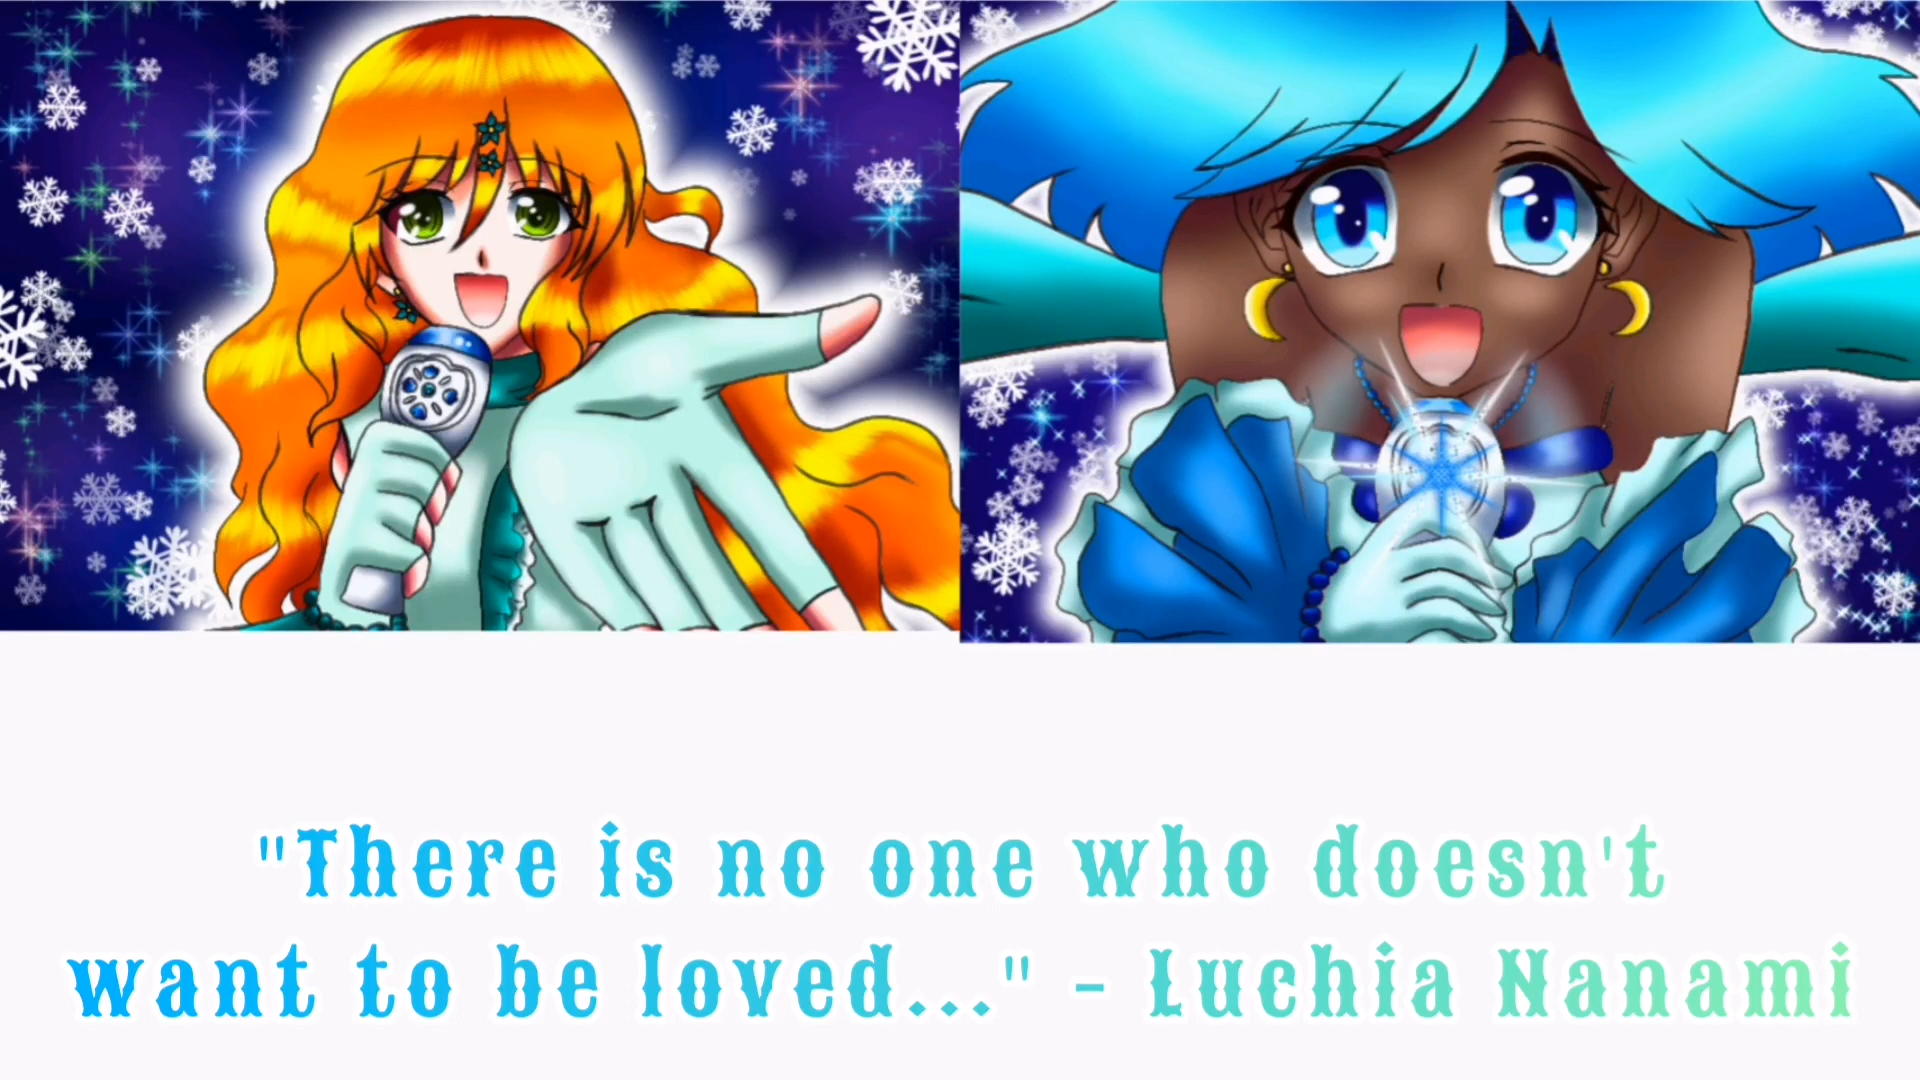 "There is no one who doesn't
want to be loved..." - Luchia Nanami